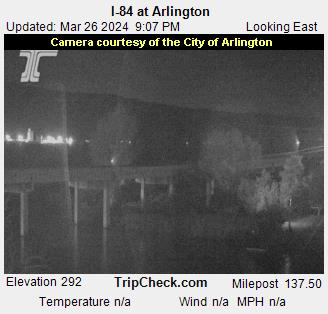 I-84 at Arlington
Updated: Mar 26 2024 9:07 PM Looking East
Camera courtesy of the City of Arlington
Elevation 292 TripCheck.com Milepost 137.50
Temperature n/a Wind n/a MPH n/a